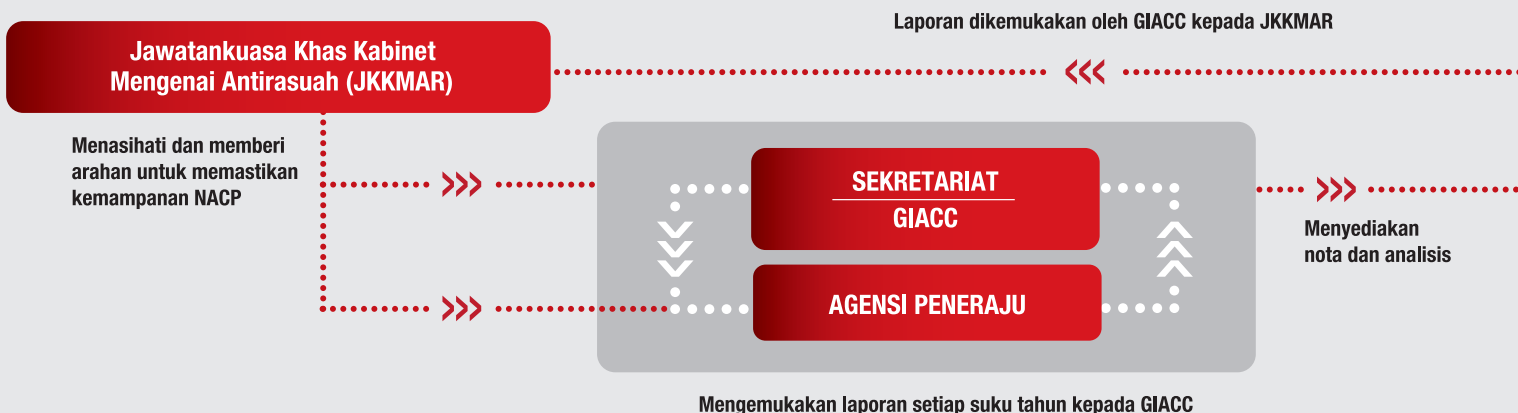 Laporan dikemukakan oleh GIACC kepada JKKMAR
Jawatankuasa Khas Kabinet
Mengenai Antirasuah (JKKMAR)
Menasihati dan memberi
arahan untuk memastikan
kemampanan NACP
SEKRETARIAT
GIACC
AGENSI PENERAJU
Menyediakan
nota dan analisis
Mengemukakan laporan setiap suku tahun kepada GIACC